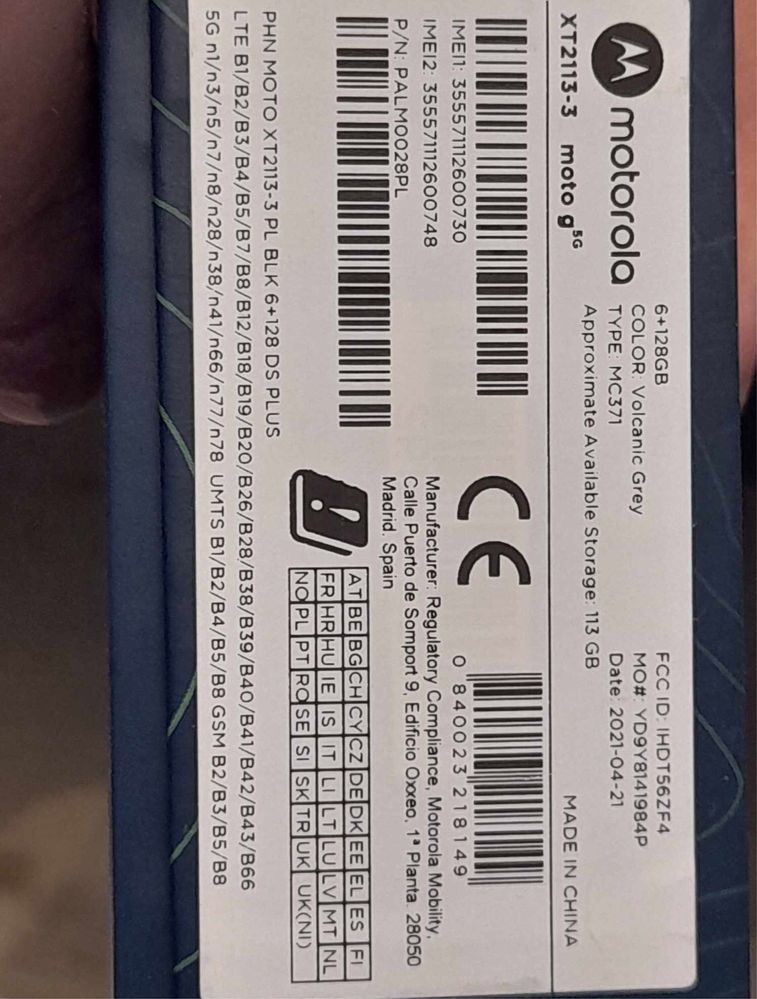 motorola
XT2113-3 moto g5G
6+128GB
COLOR: Volcanic Grey
TYPE: MC371
Approximate Available Storage: 113 GB
FCC ID: IHDT56ZF4
MO#: YD9Y8141984P
Date: 2021-04-21
MADE IN CHINA
IMEI1: 355571112600730
IMEI2: 355571112600748
P/N: PALM0028PL
CE
0 840023 218149
Manufacturer: Regulatory Compliance, Motorola Mobility,
Calle Puerto de Somport 9, Edificio Oxxeo, 1ª Planta. 28050
Madrid. Spain
AT BE BG CH CY CZ DE DK EE EL ES FI
FR HR HU IE IS IT LI LT LU LV MT NL
NO PL PT RO SE SI SK TR UK UK(NI)
PHN MOTO XT2113-3 PL BLK 6+128 DS PLUS
LTE B1/B2/B3/B4/B5/B7/B8/B12/B18/B19/B20/B26/B28/B38/B39/B40/B41/B42/B43/B66
5G n1/n3/n5/n7/n8/n28/n38/n41/n66/n77/n78 UMTS B1/B2/B4/B5/B8 GSM B2/B3/B5/B8